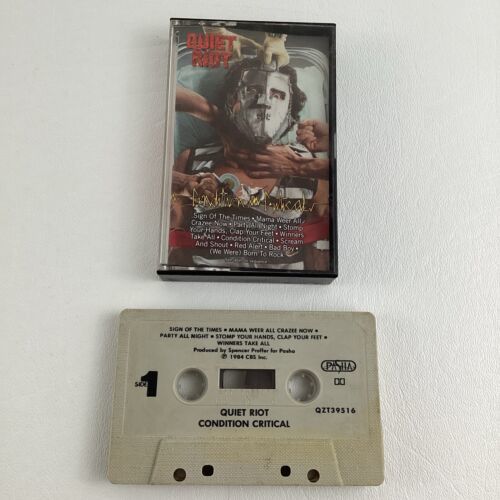 QUIET
RIOT
Condition Critical
Sign Of The Times • Mama Weer All
Crazee Now • Party All Night • Stomp
Your Hands, Clap Your Feet • Winners
Take All • Condition Critical • Scream
And Shout • Red Alert • Bad Boy •
(We Were) Born To Rock
SIGN OF THE TIMES • MAMA WEER ALL CRAZEE NOW •
PARTY ALL NIGHT • STOMP YOUR HANDS, CLAP YOUR FEET •
WINNERS TAKE ALL
Produced by Spencer Proffer for Pasha
℗ 1984 CBS Inc.
SIDE 1
PASHA
QUIET RIOT
QZT39516
CONDITION CRITICAL